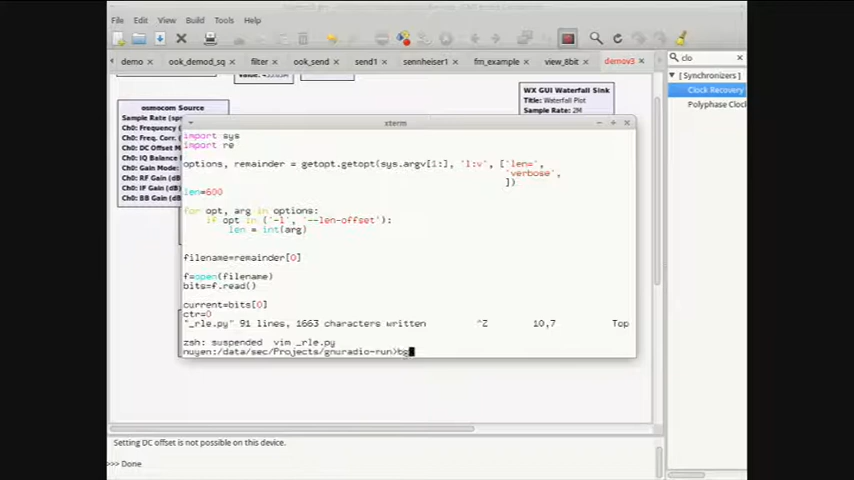 File Edit View Build Tools Help
demo ook_demod_sq filter ook_send send1 sennheiser1 fm_example view_8bit demov3
clo
[ Synchronizers ]
Clock Recovery
Polyphase Clock
osmocom Source
Sample Rate (sp
Ch0: Frequency (
Ch0: Freq. Corr. (
Ch0: DC Offset M
Ch0: IQ Balance
Ch0: Gain Mode:
Ch0: RF Gain (dB
Ch0: IF Gain (dB)
Ch0: BB Gain (dB
WX GUI Waterfall Sink
Title: Waterfall Plot
Sample Rate: 2M
xterm
import sys
import re
options, remainder = getopt.getopt(sys.argv[1:], 'l:v', ['len=',
'verbose',
])
len=600
for opt, arg in options:
if opt in ('-l', '--len-offset'):
len = int(arg)
filename=remainder[0]
f=open(filename)
bits=f.read()
current=bits[0]
ctr=0
"_rle.py" 91 lines, 1663 characters written ^Z 10,7 Top
zsh: suspended vim _rle.py
nuyen:/data/sec/Projects/gnuradio-run>bg
Setting DC offset is not possible on this device.
>>> Done